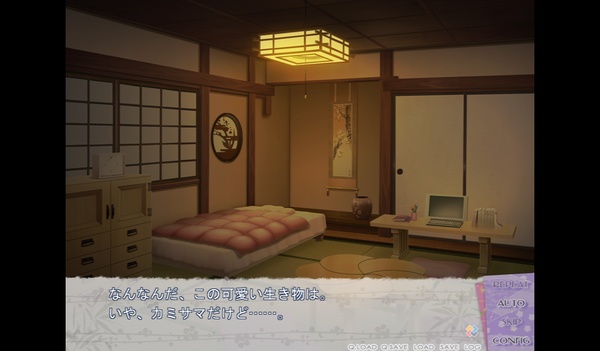 なんなんだ、この可愛い生き物は。
いや、カミサマだけど……。
REPEAT
AUTO
SKIP
CONFIG
Q.LOAD Q.SAVE LOAD SAVE LOG